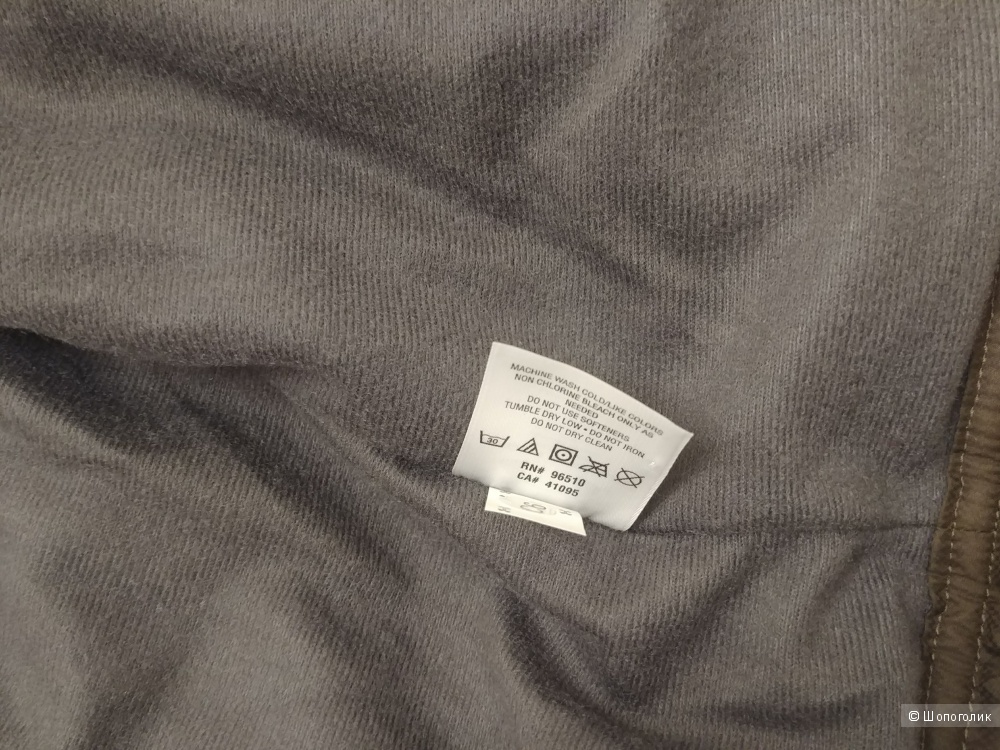 MACHINE WASH COLD/LIKE COLORS
NON CHLORINE BLEACH ONLY AS
NEEDED
DO NOT USE SOFTENERS
TUMBLE DRY LOW • DO NOT IRON
DO NOT DRY CLEAN
30
RN# 96510
CA# 41095
© Шопоголик